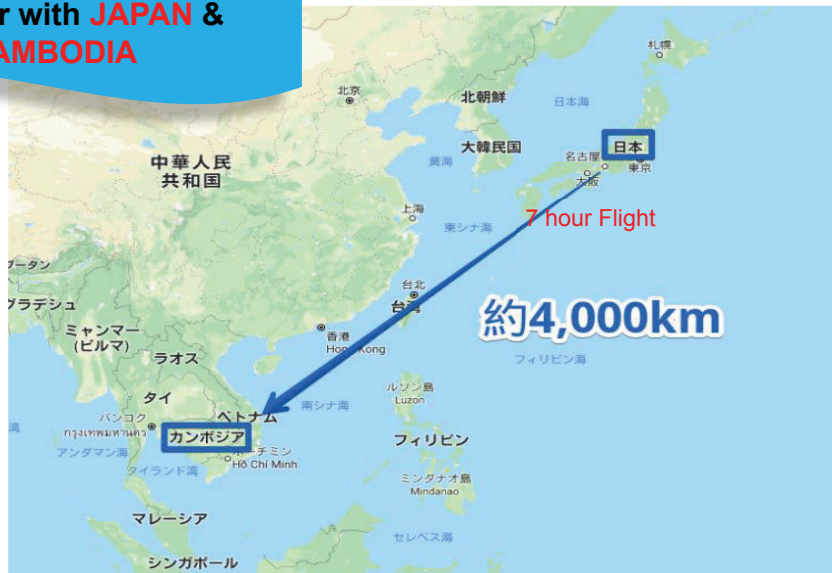 r with JAPAN &
AMBODIA
札幌
北京
北朝鮮
日本海
日本
大韓民国
名古屋
東京
大阪
中華人民
共和国
黄海
上海
東シナ海
7 hour Flight
ブータン
グラデシュ
台北
台湾
約4,000km
ミャンマー
(ビルマ)
香港
Hong Kong
ラオス
フィリピン海
タイ
ルソン島
Luzon
バンコク
กรุงเทพมหานคร
ベトナム
南シナ海
湾
カンボジア
フィリピン
アンダマン海
ホーチミン
Hồ Chí Minh
タイランド湾
ミンダナオ島
Mindanao
マレーシア
セレベス海
シンガポール